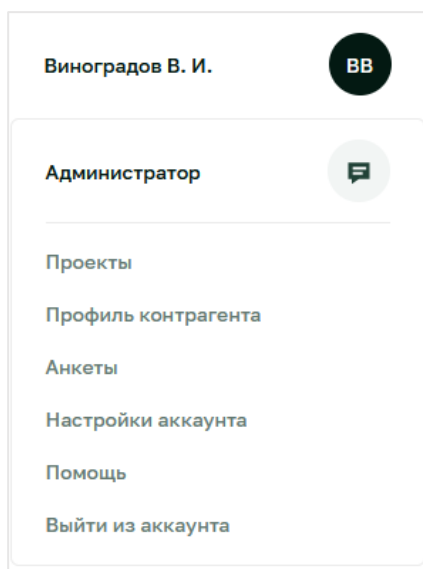 Виноградов В. И.
ВВ
Администратор
Проекты
Профиль контрагента
Анкеты
Настройки аккаунта
Помощь
Выйти из аккаунта